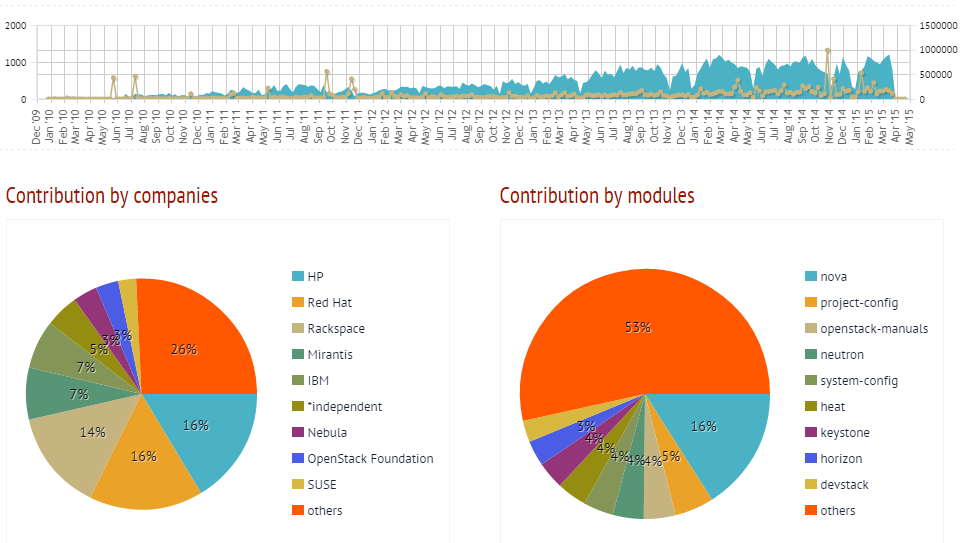 2000
1000
0
1500000
1000000
500000
0
Dec 09 Jan 10 Feb 10 Mar 10 Apr 10 May 10 Jun 10 Jul 10 Aug 10 Sep 10 Oct 10 Nov 10 Dec 10 Jan 11 Feb 11 Mar 11 Apr 11 May 11 Jun 11 Jul 11 Aug 11 Sep 11 Oct 11 Nov 11 Dec 11 Jan '12 Feb '12 Mar '12 Apr '12 May '12 Jun '12 Jul '12 Aug '12 Sep '12 Oct '12 Nov '12 Dec '12 Jan '13 Feb '13 Mar '13 Apr '13 May '13 Jun '13 Jul '13 Aug '13 Sep '13 Oct '13 Nov '13 Dec '13 Jan '14 Feb '14 Mar '14 Apr '14 May '14 Jun '14 Jul '14 Aug '14 Sep '14 Oct '14 Nov '14 Dec '14 Jan '15 Feb '15 Mar '15 Apr '15 May '15
Contribution by companies
26%
3%
3%
5%
7%
7%
14%
16%
16%
HP
Red Hat
Rackspace
Mirantis
IBM
*independent
Nebula
OpenStack Foundation
SUSE
others
Contribution by modules
53%
3%
4%
4%
4%
4%
4%
5%
16%
nova
project-config
openstack-manuals
neutron
system-config
heat
keystone
horizon
devstack
others